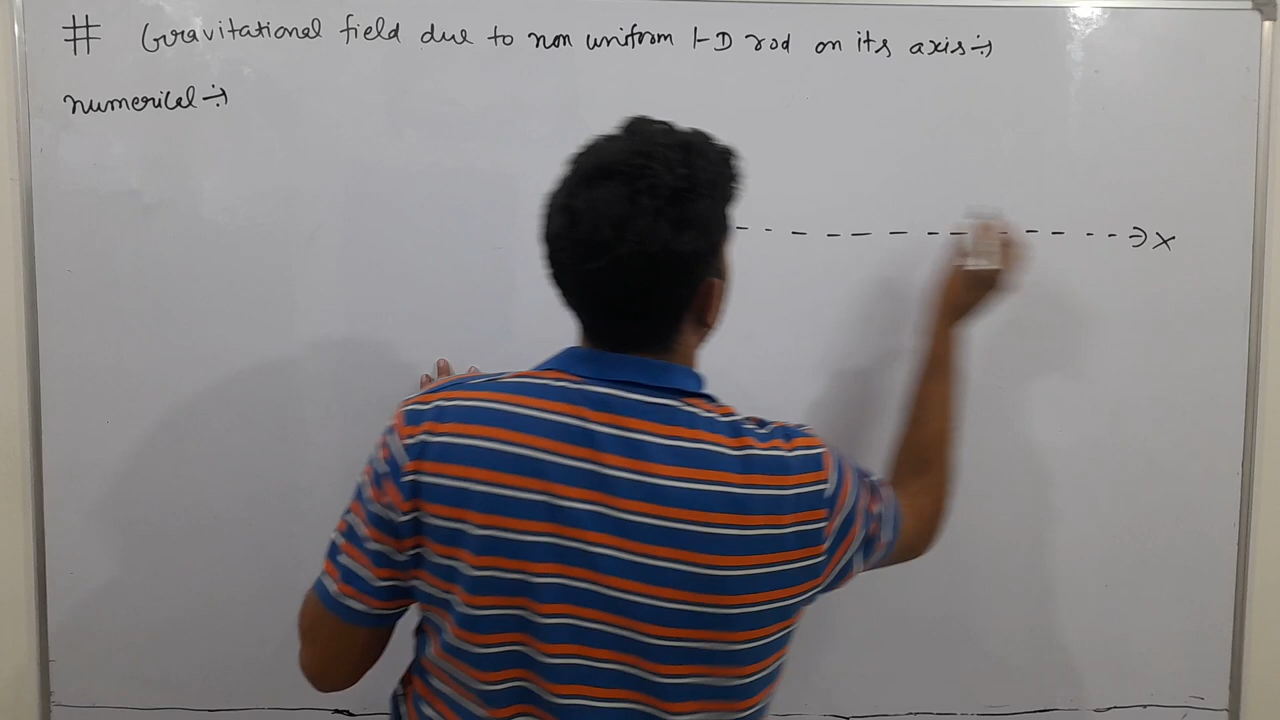 # Gravitational field due to non uniform 1-D rod on its axis÷)
numerical÷)
x